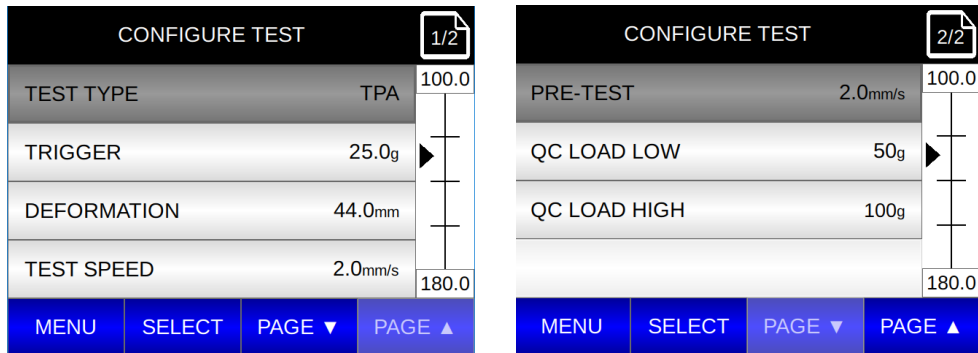 CONFIGURE TEST 1/2
100.0
TEST TYPE TPA
TRIGGER 25.0g
DEFORMATION 44.0mm
TEST SPEED 2.0mm/s
180.0
MENU SELECT PAGE ▼ PAGE ▲
CONFIGURE TEST 2/2
100.0
PRE-TEST 2.0mm/s
QC LOAD LOW 50g
QC LOAD HIGH 100g
180.0
MENU SELECT PAGE ▼ PAGE ▲